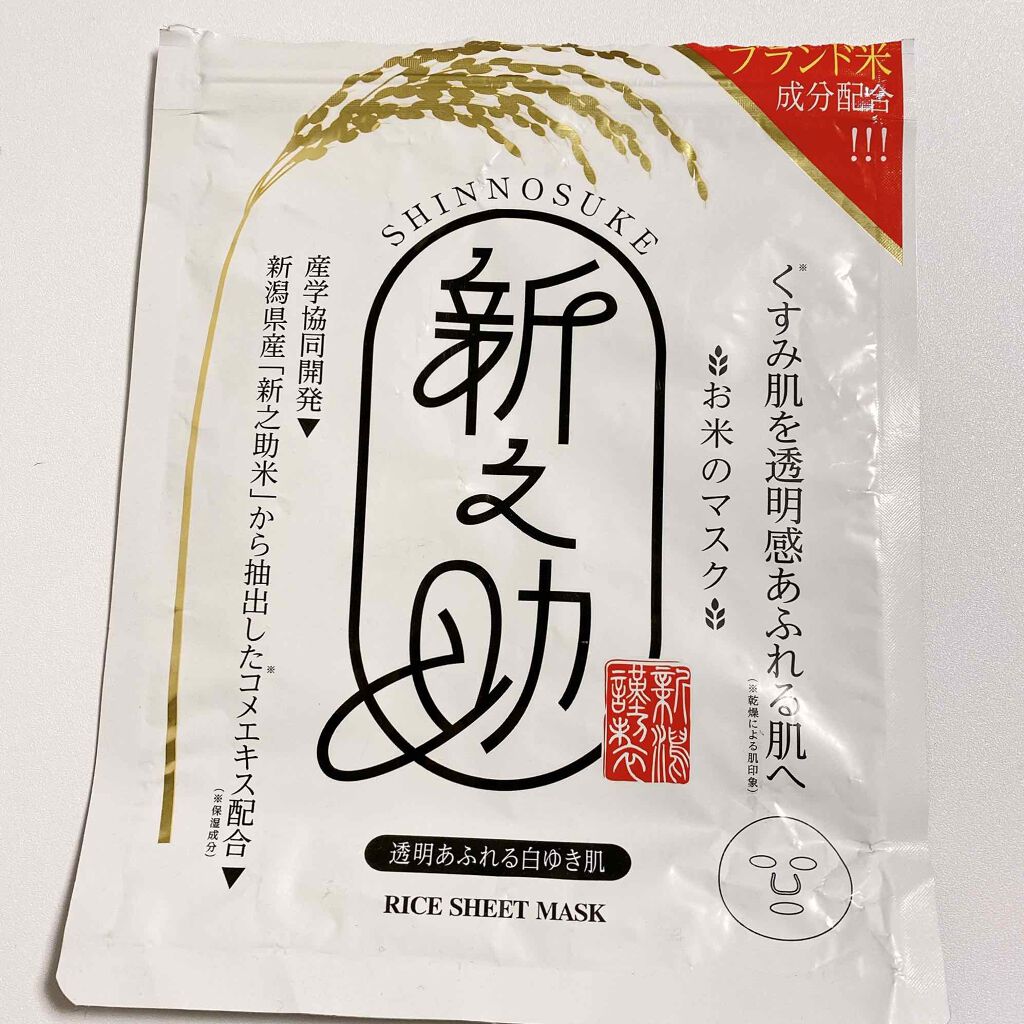 ブランド米
成分配合
!!!
SHINNOSUKE
新之助
※
くすみ肌を透明感あふれる肌へ
(※乾燥による肌印象)
お米のマスク
産学協同開発▼
新潟県産「新之助米」から抽出したコメエキス配合▼
※
(※保湿成分)
新潟
謹製
透明あふれる白ゆき肌
RICE SHEET MASK